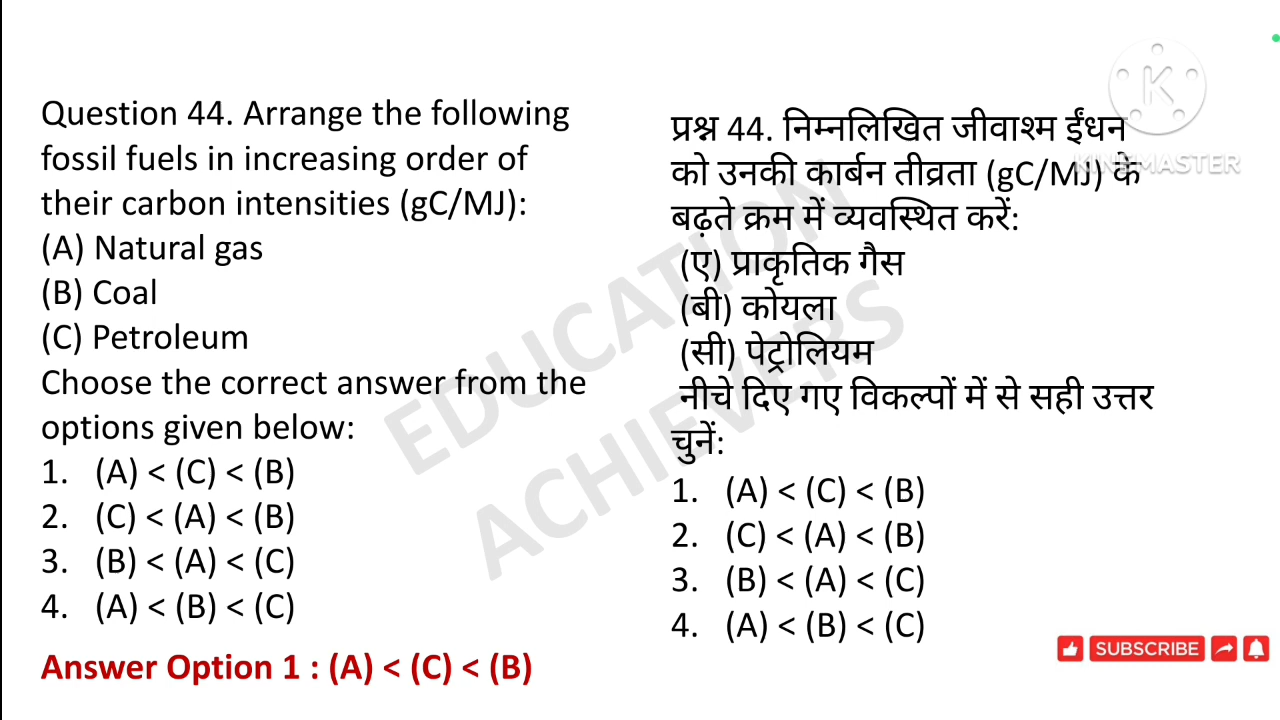 Question 44. Arrange the following
fossil fuels in increasing order of
their carbon intensities (gC/MJ):
(A) Natural gas
(B) Coal
(C) Petroleum
Choose the correct answer from the
options given below:
1. (A) < (C) < (B)
2. (C) < (A) < (B)
3. (B) < (A) < (C)
4. (A) < (B) < (C)
Answer Option 1 : (A) < (C) < (B)
प्रश्न 44. निम्नलिखित जीवाश्म ईंधन
को उनकी कार्बन तीव्रता (gC/MJ) के
बढ़ते क्रम में व्यवस्थित करें:
(ए) प्राकृतिक गैस
(बी) कोयला
(सी) पेट्रोलियम
नीचे दिए गए विकल्पों में से सही उत्तर
चुनें:
1. (A) < (C) < (B)
2. (C) < (A) < (B)
3. (B) < (A) < (C)
4. (A) < (B) < (C)
EDUCATION
ACHIEVERS
K
KINEMASTER
SUBSCRIBE